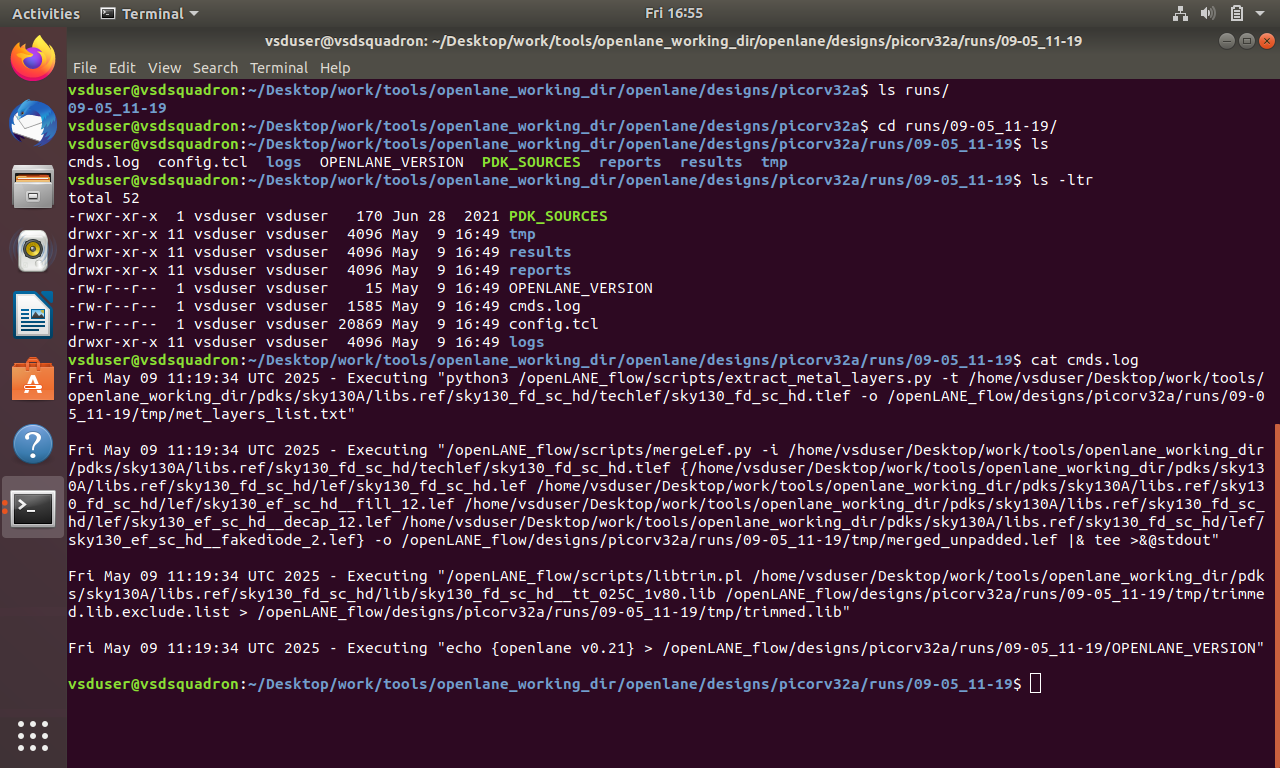 Activities Terminal Fri 16:55
vsduser@vsdsquadron: ~/Desktop/work/tools/openlane_working_dir/openlane/designs/picorv32a/runs/09-05_11-19
File Edit View Search Terminal Help
vsduser@vsdsquadron:~/Desktop/work/tools/openlane_working_dir/openlane/designs/picorv32a$ ls runs/
09-05_11-19
vsduser@vsdsquadron:~/Desktop/work/tools/openlane_working_dir/openlane/designs/picorv32a$ cd runs/09-05_11-19/
vsduser@vsdsquadron:~/Desktop/work/tools/openlane_working_dir/openlane/designs/picorv32a/runs/09-05_11-19$ ls
cmds.log  config.tcl  logs  OPENLANE_VERSION  PDK_SOURCES  reports  results  tmp
vsduser@vsdsquadron:~/Desktop/work/tools/openlane_working_dir/openlane/designs/picorv32a/runs/09-05_11-19$ ls -ltr
total 52
-rwxr-xr-x  1 vsduser vsduser   170 Jun 28  2021 PDK_SOURCES
drwxr-xr-x 11 vsduser vsduser  4096 May  9 16:49 tmp
drwxr-xr-x 11 vsduser vsduser  4096 May  9 16:49 results
drwxr-xr-x 11 vsduser vsduser  4096 May  9 16:49 reports
-rw-r--r--  1 vsduser vsduser    15 May  9 16:49 OPENLANE_VERSION
-rw-r--r--  1 vsduser vsduser  1585 May  9 16:49 cmds.log
-rw-r--r--  1 vsduser vsduser 20869 May  9 16:49 config.tcl
drwxr-xr-x 11 vsduser vsduser  4096 May  9 16:49 logs
vsduser@vsdsquadron:~/Desktop/work/tools/openlane_working_dir/openlane/designs/picorv32a/runs/09-05_11-19$ cat cmds.log
Fri May 09 11:19:34 UTC 2025 - Executing "python3 /openLANE_flow/scripts/extract_metal_layers.py -t /home/vsduser/Desktop/work/tools/
openlane_working_dir/pdks/sky130A/libs.ref/sky130_fd_sc_hd/techlef/sky130_fd_sc_hd.tlef -o /openLANE_flow/designs/picorv32a/runs/09-0
5_11-19/tmp/met_layers_list.txt"
Fri May 09 11:19:34 UTC 2025 - Executing "/openLANE_flow/scripts/mergeLef.py -i /home/vsduser/Desktop/work/tools/openlane_working_dir
/pdks/sky130A/libs.ref/sky130_fd_sc_hd/techlef/sky130_fd_sc_hd.tlef {/home/vsduser/Desktop/work/tools/openlane_working_dir/pdks/sky13
0A/libs.ref/sky130_fd_sc_hd/lef/sky130_fd_sc_hd.lef /home/vsduser/Desktop/work/tools/openlane_working_dir/pdks/sky130A/libs.ref/sky13
0_fd_sc_hd/lef/sky130_ef_sc_hd__fill_12.lef /home/vsduser/Desktop/work/tools/openlane_working_dir/pdks/sky130A/libs.ref/sky130_fd_sc_
hd/lef/sky130_ef_sc_hd__decap_12.lef /home/vsduser/Desktop/work/tools/openlane_working_dir/pdks/sky130A/libs.ref/sky130_fd_sc_hd/lef/
sky130_ef_sc_hd__fakediode_2.lef} -o /openLANE_flow/designs/picorv32a/runs/09-05_11-19/tmp/merged_unpadded.lef |& tee >&@stdout"
Fri May 09 11:19:34 UTC 2025 - Executing "/openLANE_flow/scripts/libtrim.pl /home/vsduser/Desktop/work/tools/openlane_working_dir/pdk
s/sky130A/libs.ref/sky130_fd_sc_hd/lib/sky130_fd_sc_hd__tt_025C_1v80.lib /openLANE_flow/designs/picorv32a/runs/09-05_11-19/tmp/trimme
d.lib.exclude.list > /openLANE_flow/designs/picorv32a/runs/09-05_11-19/tmp/trimmed.lib"
Fri May 09 11:19:34 UTC 2025 - Executing "echo {openlane v0.21} > /openLANE_flow/designs/picorv32a/runs/09-05_11-19/OPENLANE_VERSION"
vsduser@vsdsquadron:~/Desktop/work/tools/openlane_working_dir/openlane/designs/picorv32a/runs/09-05_11-19$